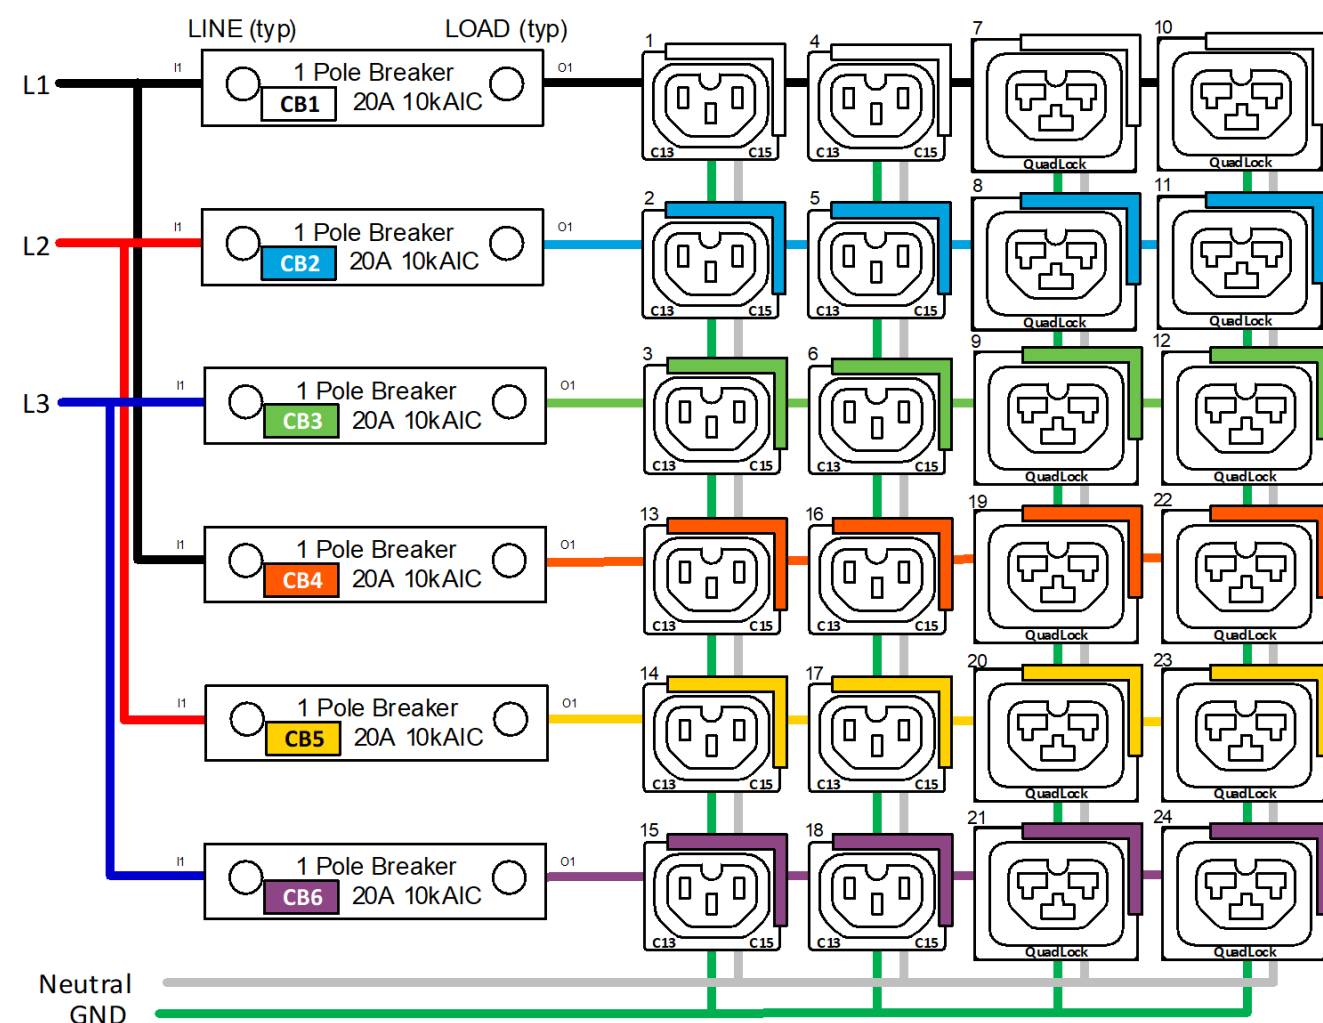 LINE (typ) LOAD (typ) 1 4 7 10
L1 I1 1 Pole Breaker O1
CB1 20A 10kAIC
C13 C15 C13 C15 QuadLock QuadLock
2 5 8 11
L2 I1 1 Pole Breaker O1
CB2 20A 10kAIC
C13 C15 C13 C15 QuadLock QuadLock
3 6 9 12
L3 I1 1 Pole Breaker O1
CB3 20A 10kAIC
C13 C15 C13 C15 QuadLock QuadLock
13 16 19 22
I1 1 Pole Breaker O1
CB4 20A 10kAIC
C13 C15 C13 C15 QuadLock QuadLock
14 17 20 23
I1 1 Pole Breaker O1
CB5 20A 10kAIC
C13 C15 C13 C15 QuadLock QuadLock
15 18 21 24
I1 1 Pole Breaker O1
CB6 20A 10kAIC
C13 C15 C13 C15 QuadLock QuadLock
Neutral
GND